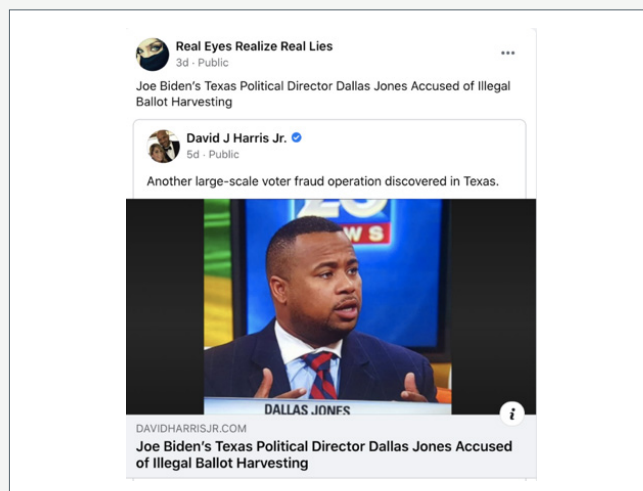 Real Eyes Realize Real Lies
3d · Public
Joe Biden's Texas Political Director Dallas Jones Accused of Illegal
Ballot Harvesting
David J Harris Jr.
5d · Public
Another large-scale voter fraud operation discovered in Texas.
WS
DALLAS JONES
DAVIDHARRISJR.COM
Joe Biden's Texas Political Director Dallas Jones Accused
of Illegal Ballot Harvesting